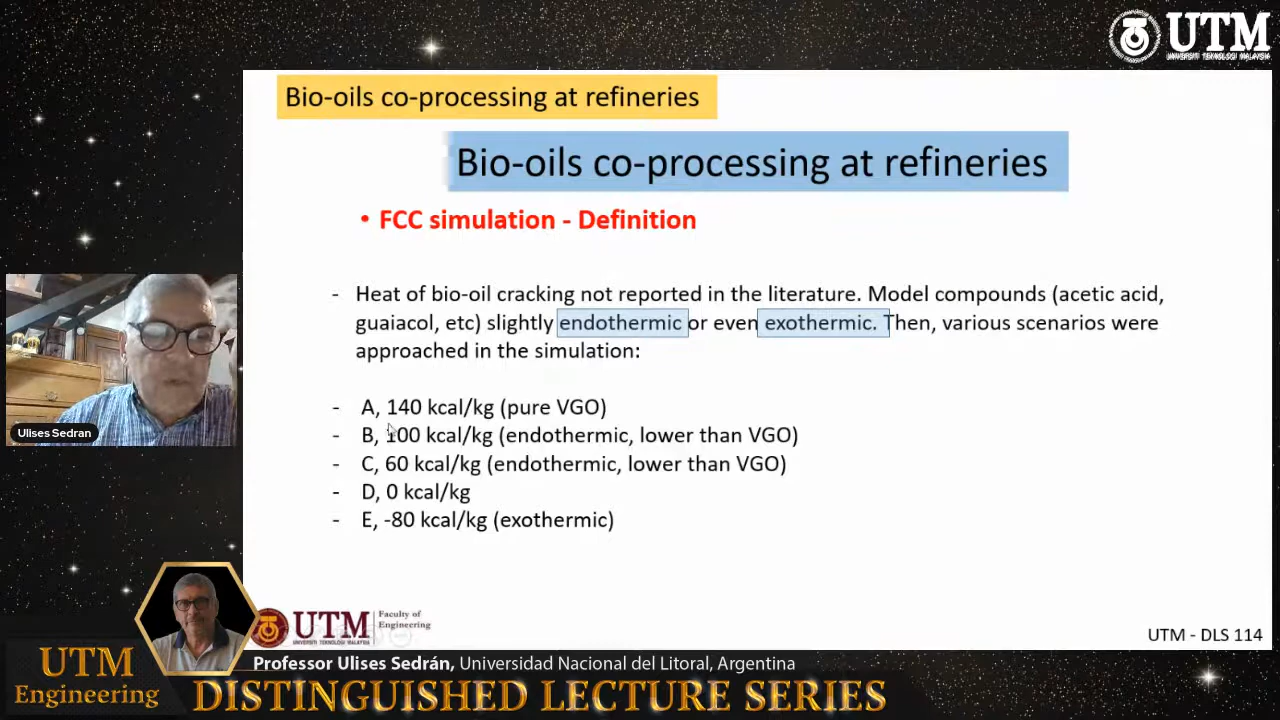 UTM
UNIVERSITI TEKNOLOGI MALAYSIA
Bio-oils co-processing at refineries
Bio-oils co-processing at refineries
• FCC simulation - Definition
- Heat of bio-oil cracking not reported in the literature. Model compounds (acetic acid,
guaiacol, etc) slightly endothermic or even exothermic. Then, various scenarios were
approached in the simulation:
- A, 140 kcal/kg (pure VGO)
- B, 100 kcal/kg (endothermic, lower than VGO)
- C, 60 kcal/kg (endothermic, lower than VGO)
- D, 0 kcal/kg
- E, -80 kcal/kg (exothermic)
Ulises Sedran
UTM
UNIVERSITI TEKNOLOGI MALAYSIA
Faculty of
Engineering
UTM - DLS 114
UTM
Engineering
Professor Ulises Sedrán, Universidad Nacional del Litoral, Argentina
DISTINGUISHED LECTURE SERIES